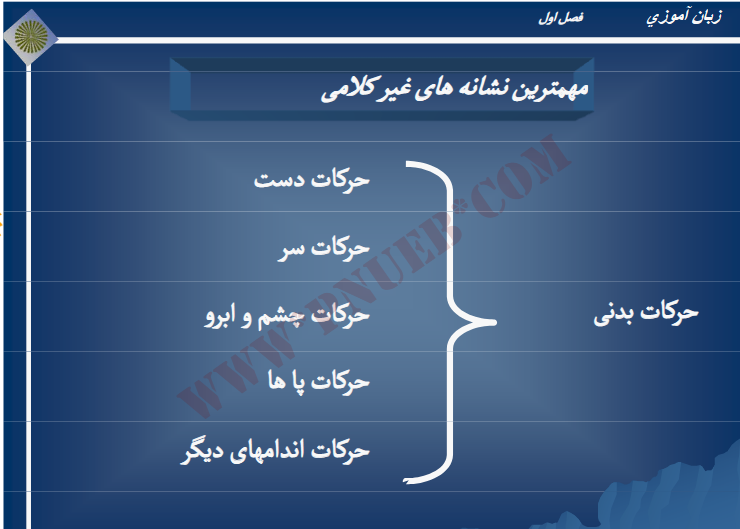 زبان آموزي
فصل اول
مهمترین نشانه های غیر کلامی
حرکات بدنی
حرکات دست
حرکات سر
حرکات چشم و ابرو
حرکات پا ها
حرکات اندامهای دیگر
WWW*PNUEB*COM